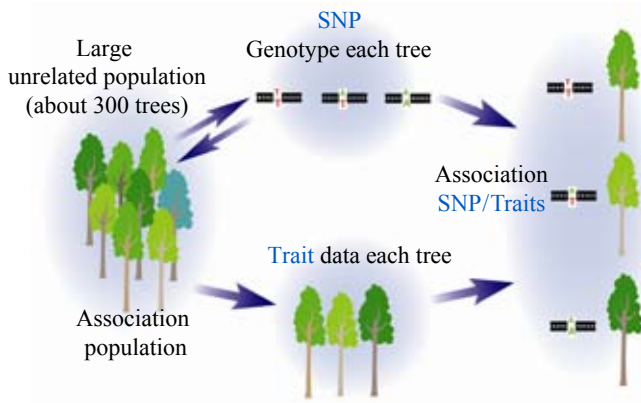 Large
unrelated population
(about 300 trees)
SNP
Genotype each tree
Association
SNP/Traits
Trait data each tree
Association
population